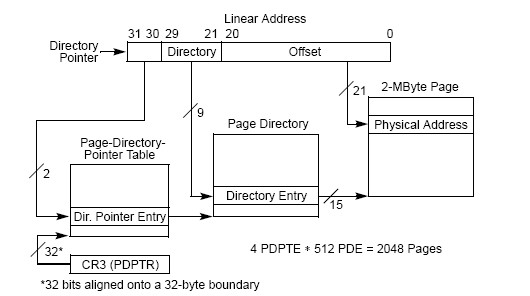 Linear Address
31 30 29 21 20 0
Directory Pointer
Directory
Offset
21
2-MByte Page
9
Page Directory
Physical Address
Page-Directory-
Pointer Table
2
Directory Entry
15
Dir. Pointer Entry
32*
4 PDPTE * 512 PDE = 2048 Pages
CR3 (PDPTR)
*32 bits aligned onto a 32-byte boundary